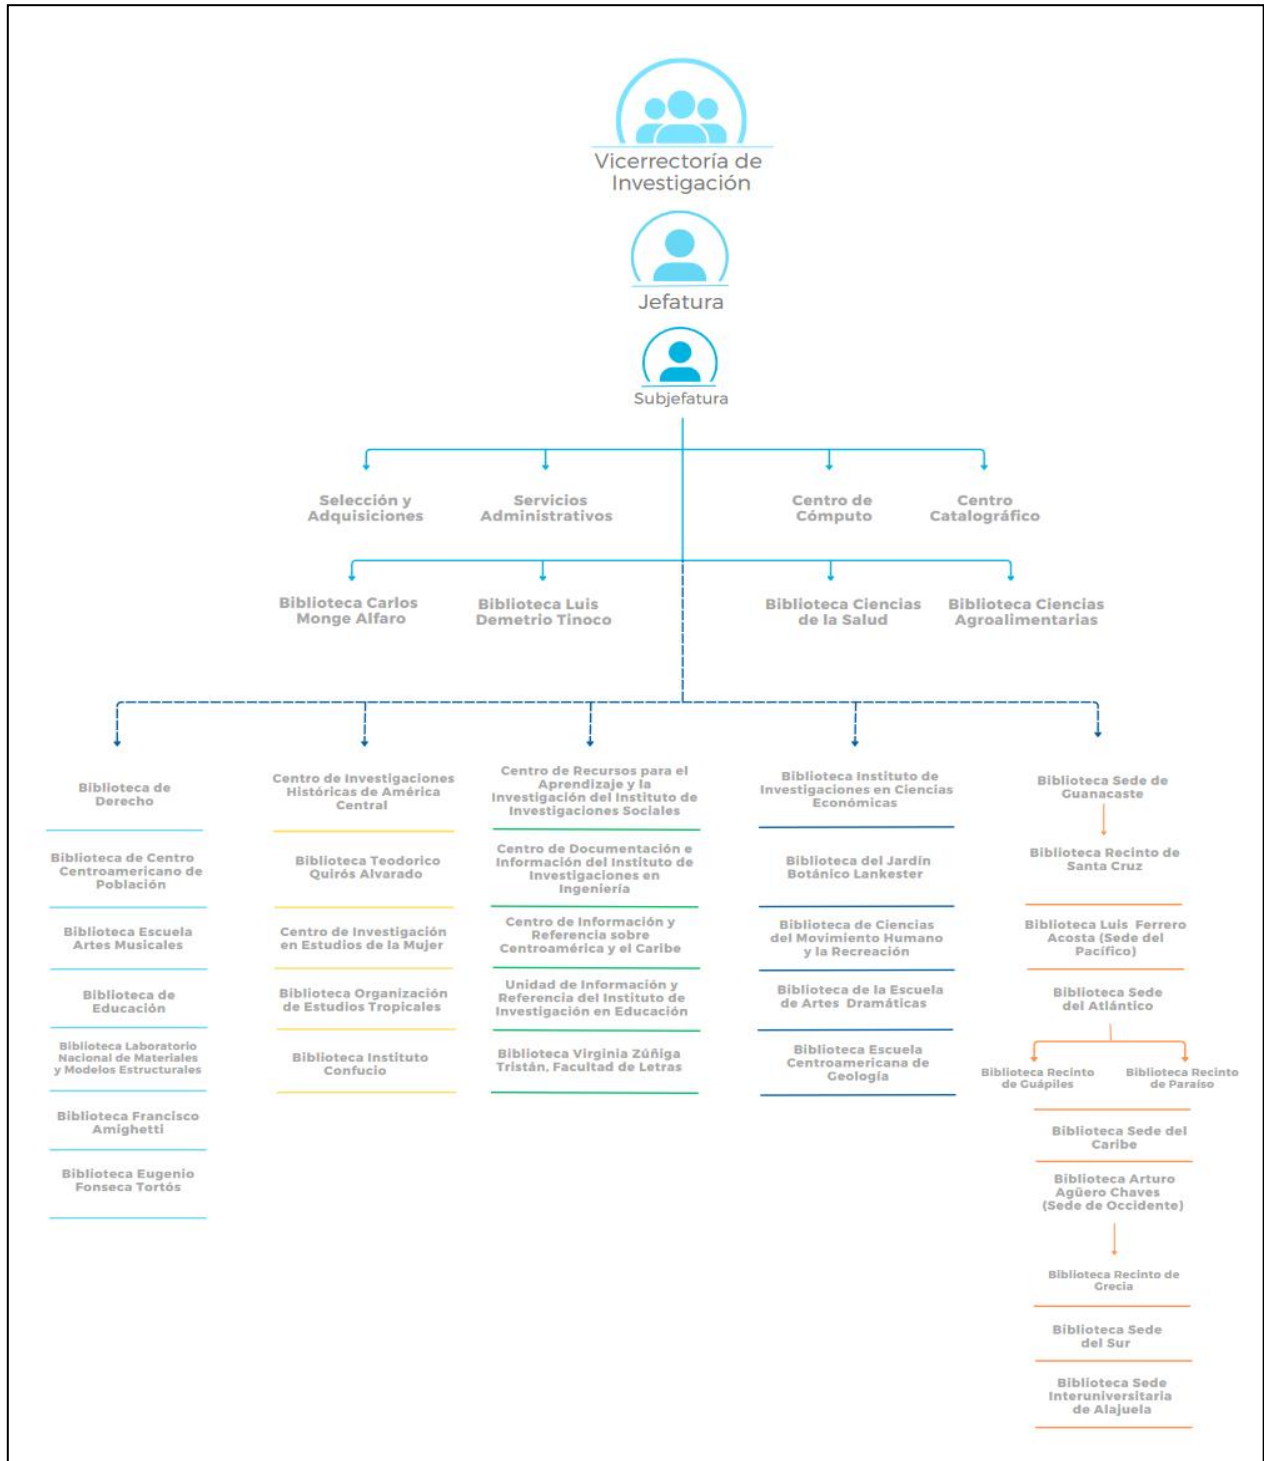 Vicerrectoría de
Investigación
Jefatura
Subjefatura
Selección y
Adquisiciones
Servicios
Administrativos
Centro de
Cómputo
Centro
Catalográfico
Biblioteca Carlos
Monge Alfaro
Biblioteca Luis
Demetrio Tinoco
Biblioteca Ciencias
de la Salud
Biblioteca Ciencias
Agroalimentarias
Biblioteca de
Derecho
Biblioteca de Centro
Centroamericano de
Población
Biblioteca Escuela
Artes Musicales
Biblioteca de
Educación
Biblioteca Laboratorio
Nacional de Materiales
y Modelos Estructurales
Biblioteca Francisco
Amighetti
Biblioteca Eugenio
Fonseca Tortós
Centro de Investigaciones
Históricas de América
Central
Biblioteca Teodorico
Quirós Alvarado
Centro de Investigación
en Estudios de la Mujer
Biblioteca Organización
de Estudios Tropicales
Biblioteca Instituto
Confucio
Centro de Recursos para el
Aprendizaje y la
Investigación del Instituto de
Investigaciones Sociales
Centro de Documentación e
Información del Instituto de
Investigaciones en
Ingeniería
Centro de Información y
Referencia sobre
Centroamérica y el Caribe
Unidad de Información y
Referencia del Instituto de
Investigación en Educación
Biblioteca Virginia Zúñiga
Tristán, Facultad de Letras
Biblioteca Instituto de
Investigaciones en Ciencias
Económicas
Biblioteca del Jardín
Botánico Lankester
Biblioteca de Ciencias
del Movimiento Humano
y la Recreación
Biblioteca de la Escuela
de Artes Dramáticas
Biblioteca Escuela
Centroamericana de
Geología
Biblioteca Sede de
Guanacaste
Biblioteca Recinto de
Santa Cruz
Biblioteca Luis Ferrero
Acosta (Sede del
Pacífico)
Biblioteca Sede
del Atlántico
Biblioteca Recinto
de Guápiles
Biblioteca Recinto
de Paraíso
Biblioteca Sede del
Caribe
Biblioteca Arturo
Agüero Chaves
(Sede de Occidente)
Biblioteca Recinto de
Grecia
Biblioteca Sede
del Sur
Biblioteca Sede
Interuniversitaria
de Alajuela